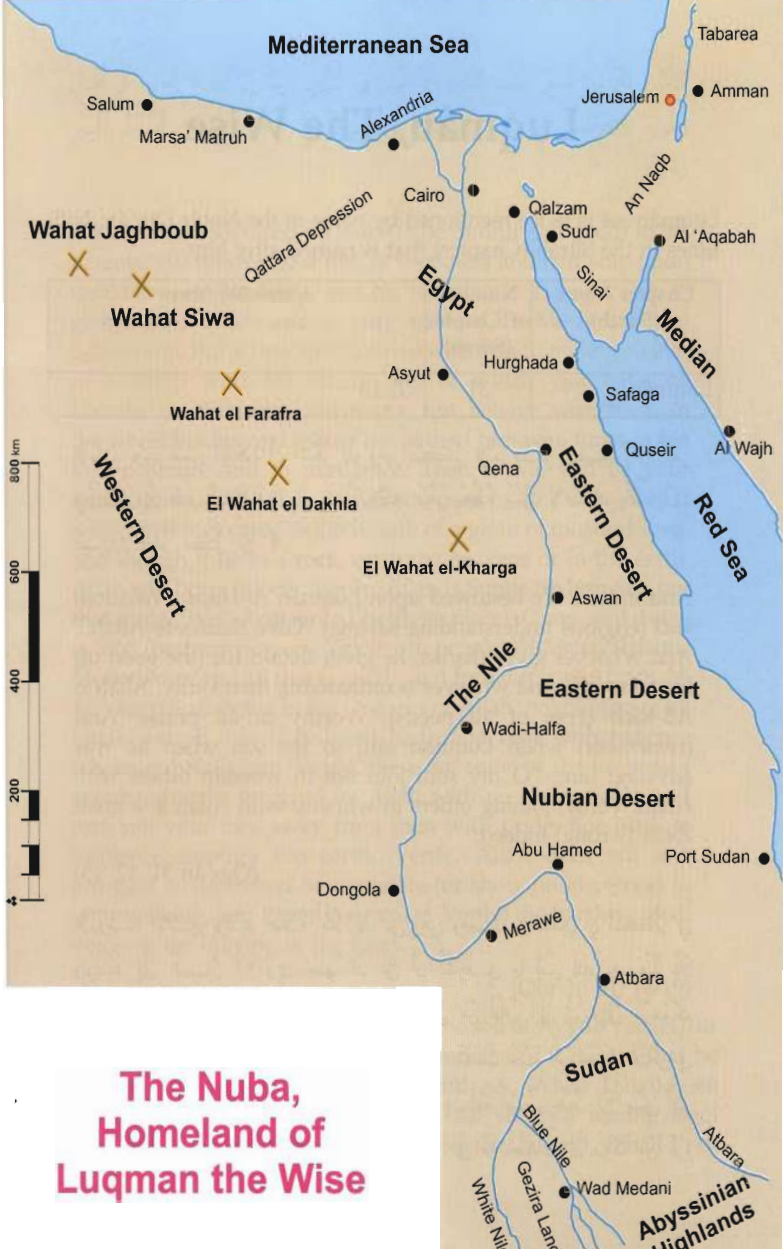 Mediterranean Sea
Tabarea
Salum
Jerusalem
Amman
Marsa' Matruh
Alexandria
Cairo
An Naqb
Qattara Depression
Qalzam
Sudr
Al 'Aqabah
Wahat Jaghboub
Sinai
Egypt
Wahat Siwa
Median
Asyut
Hurghada
Safaga
Wahat el Farafra
Al Wajh
Quseir
Qena
800 km
Western Desert
El Wahat el Dakhla
Eastern Desert
Red Sea
El Wahat el-Kharga
600
Aswan
The Nile
400
Eastern Desert
Wadi-Halfa
200
Nubian Desert
Abu Hamed
Port Sudan
Dongola
Merawe
Atbara
Sudan
The Nuba,
Homeland of
Luqman the Wise
Blue Nile
Atbara
White Nil
Gezira Lan
Wad Medani
Abyssinian
Highlands